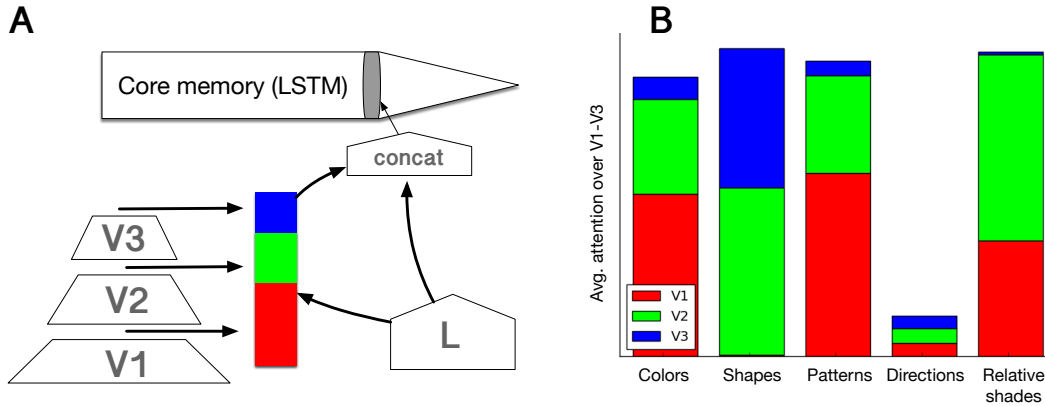 A
B
Core memory (LSTM)
concat
V3
V2
V1
L
Avg. attention over V1-V3
V1
V2
V3
Colors
Shapes
Patterns
Directions
Relative
shades